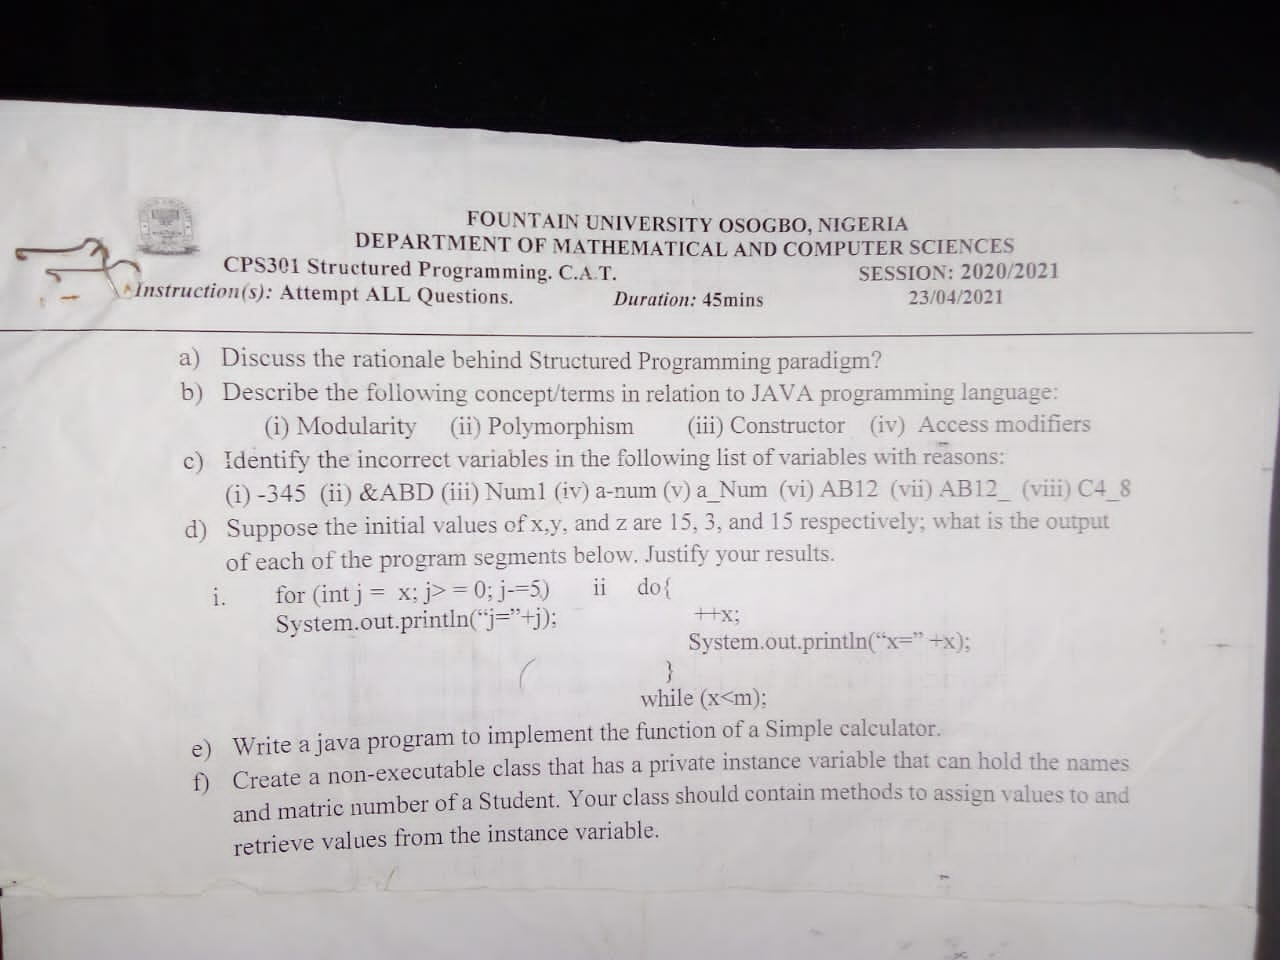 FOUNTAIN UNIVERSITY OSOGBO, NIGERIA
DEPARTMENT OF MATHEMATICAL AND COMPUTER SCIENCES
CPS301 Structured Programming. C.A.T. SESSION: 2020/2021
Instruction(s): Attempt ALL Questions. Duration: 45mins 23/04/2021
a) Discuss the rationale behind Structured Programming paradigm?
b) Describe the following concept/terms in relation to JAVA programming language:
(i) Modularity (ii) Polymorphism (iii) Constructor (iv) Access modifiers
c) Identify the incorrect variables in the following list of variables with reasons:
(i) -345 (ii) &ABD (iii) Num1 (iv) a-num (v) a_Num (vi) AB12 (vii) AB12_ (viii) C4_8
d) Suppose the initial values of x,y, and z are 15, 3, and 15 respectively; what is the output
of each of the program segments below. Justify your results.
i. for (int j = x; j> = 0; j-=5) ii do{
System.out.println(“j=”+j); ++x;
System.out.println(“x=” +x);
}
while (x<m);
e) Write a java program to implement the function of a Simple calculator.
f) Create a non-executable class that has a private instance variable that can hold the names
and matric number of a Student. Your class should contain methods to assign values to and
retrieve values from the instance variable.